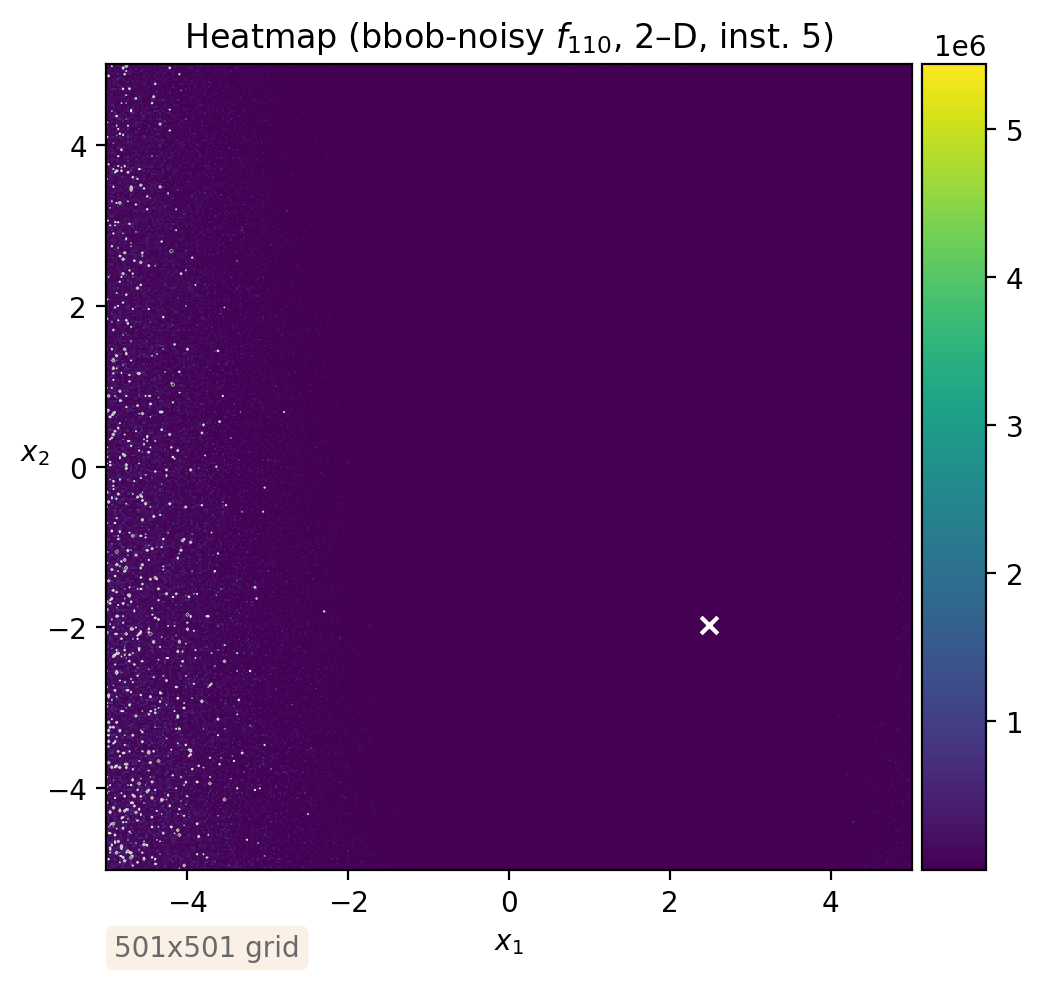 Heatmap (bbob-noisy f₁₁₀, 2–D, inst. 5)
1e6
5
4
3
2
1
4
2
0
−2
−4
x₂
−4 −2 0 2 4
x₁
501x501 grid